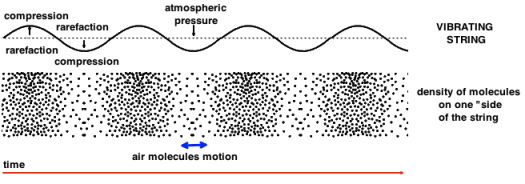 compression
rarefaction
atmospheric
pressure
rarefaction
compression
VIBRATING
STRING
density of molecules
on one "side
of the string
air molecules motion
time